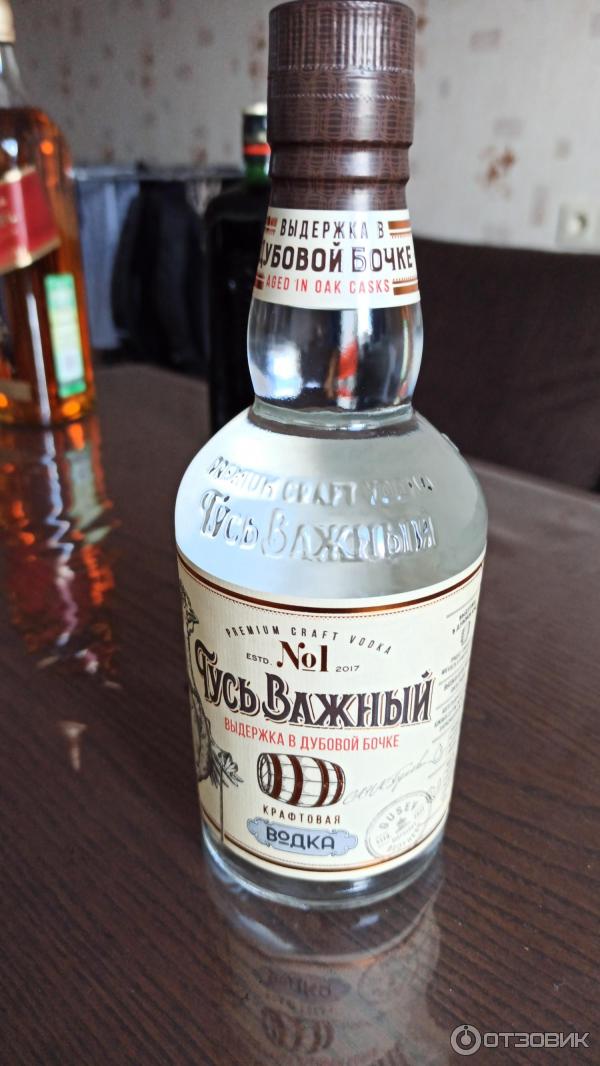 ВЫДЕРЖКА В
ДУБОВОЙ БОЧКЕ
AGED IN OAK CASKS
PREMIUM CRAFT VODKA
ГУСЬ ВАЖНЫЙ
PREMIUM CRAFT VODKA
ESTD. №1 2017
ГУСЬ ВАЖНЫЙ
ВЫДЕРЖКА В ДУБОВОЙ БОЧКЕ
КРАФТОВАЯ
ВОДКА
GUSEV
ОТЗОВИК